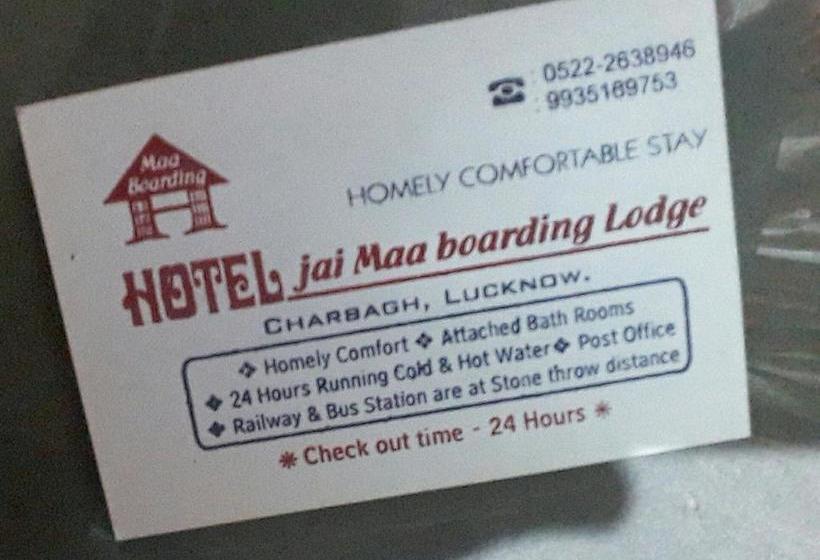 : 0522-2638946
: 9935169753
Maa
Boarding
HOMELY COMFORTABLE STAY
HOTEL jai Maa boarding Lodge
CHARBAGH, LUCKNOW.
❖ Homely Comfort ❖ Attached Bath Rooms
❖ 24 Hours Running Cold & Hot Water ❖ Post Office
❖ Railway & Bus Station are at Stone throw distance
✳ Check out time - 24 Hours ✳